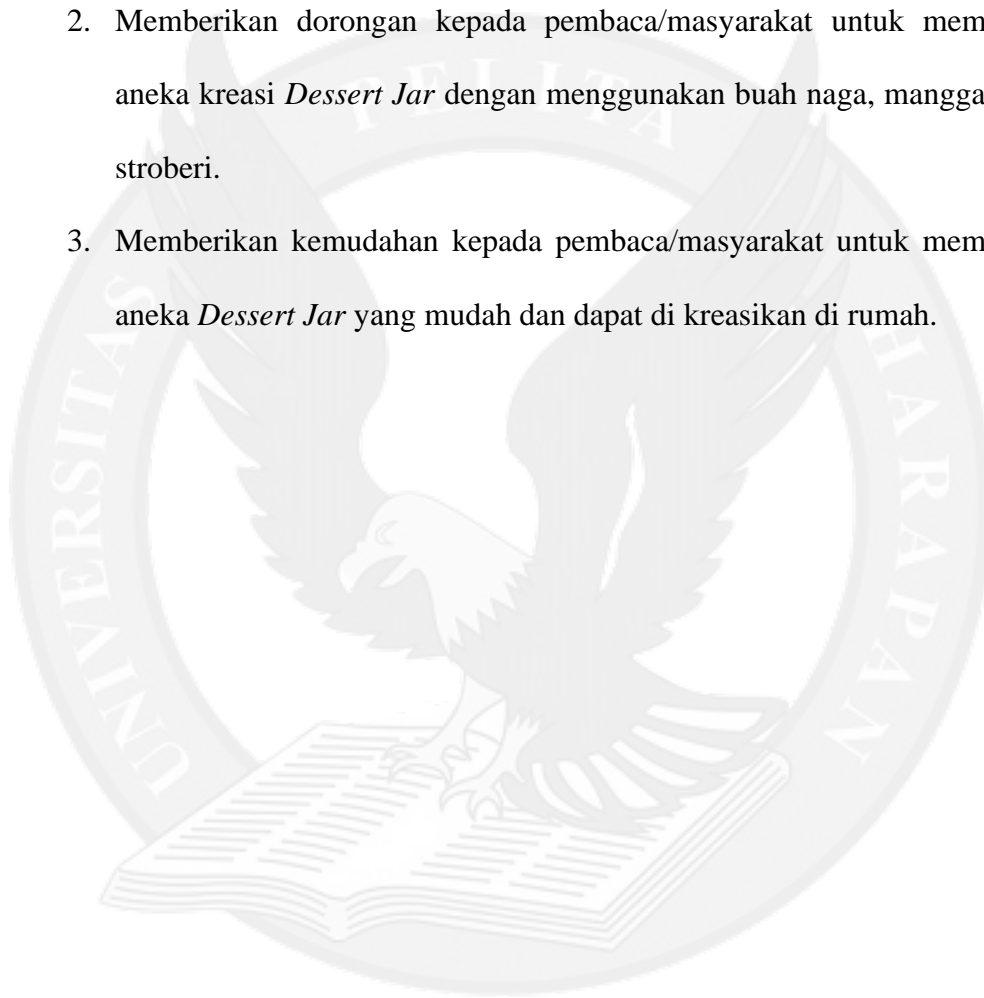 2. Memberikan dorongan kepada pembaca/masyarakat untuk mem
aneka kreasi Dessert Jar dengan menggunakan buah naga, mangga
stroberi.
3. Memberikan kemudahan kepada pembaca/masyarakat untuk mem
aneka Dessert Jar yang mudah dan dapat di kreasikan di rumah.
UNIVERSITAS PELITA HARAPAN